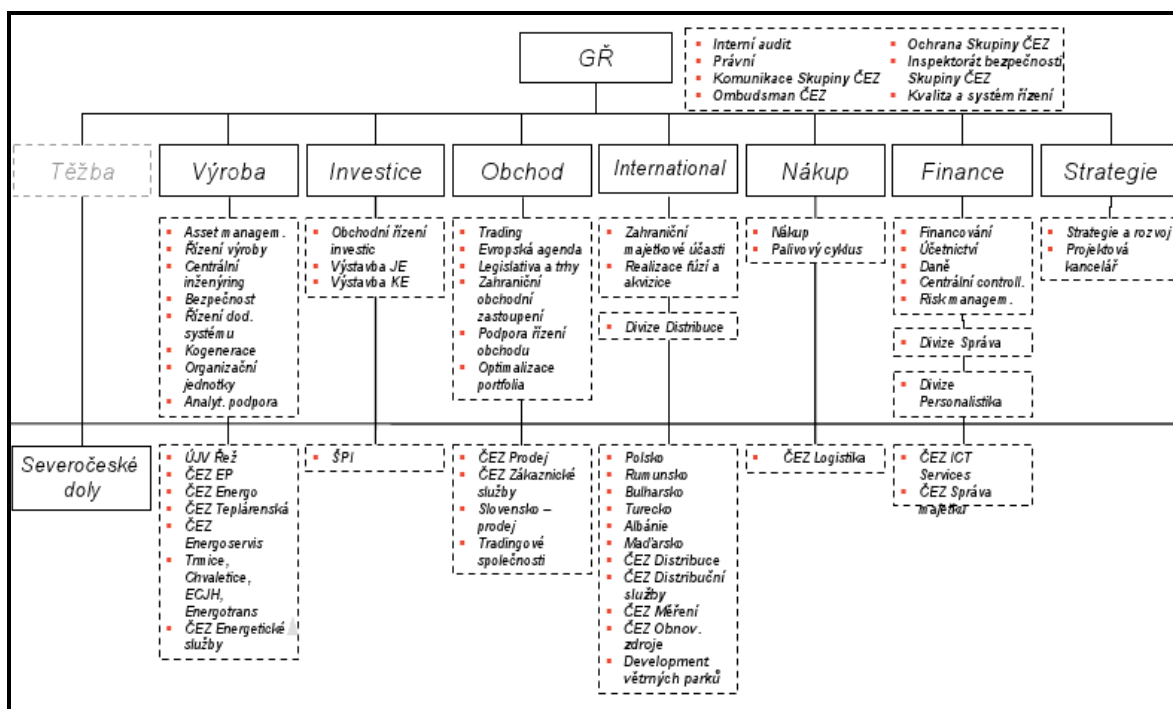 GŘ
Interní audit
Právní
Komunikace Skupiny ČEZ
Ombudsman ČEZ
Ochrana Skupiny ČEZ
Inspektorát bezpečnosti
Skupiny ČEZ
Kvalita a systém řízení
Těžba
Výroba
Investice
Obchod
International
Nákup
Finance
Strategie
Asset managem.
Řízení výroby
Centrální
inženýring
Bezpečnost
Řízení dod.
systému
Kogenerace
Organizační
jednotky
Analyt. podpora
Obchodní řízení
investic
Výstavba JE
Výstavba KE
Trading
Evropská agenda
Legislativa a trhy
Zahraniční
obchodní
zastoupení
Podpora řízení
obchodu
Optimalizace
portfolia
Zahraniční
majetkové účasti
Realizace fúzí a
akvizice
Divize Distribuce
Nákup
Palivový cyklus
Financování
Účetnictví
Daně
Centrální controll.
Risk managem.
Divize Správa
Divize
Personalistika
Strategie a rozvoj
Projektová
kancelář
Severočeské
doly
ÚJV Řež
ČEZ EP
ČEZ Energo
ČEZ Teplárenská
ČEZ
Energoservis
Trmice,
Chvaletice,
ECJH,
Energotrans
ČEZ Energetické
služby
ŠPI
ČEZ Prodej
ČEZ Zákaznické
služby
Slovensko –
prodej
Tradingové
společnosti
Polsko
Rumunsko
Bulharsko
Turecko
Albánie
Maďarsko
ČEZ Distribuce
ČEZ Distribuční
služby
ČEZ Měření
ČEZ Obnov.
zdroje
Development
větrných parků
ČEZ Logistika
ČEZ ICT
Services
ČEZ Správa
majetku